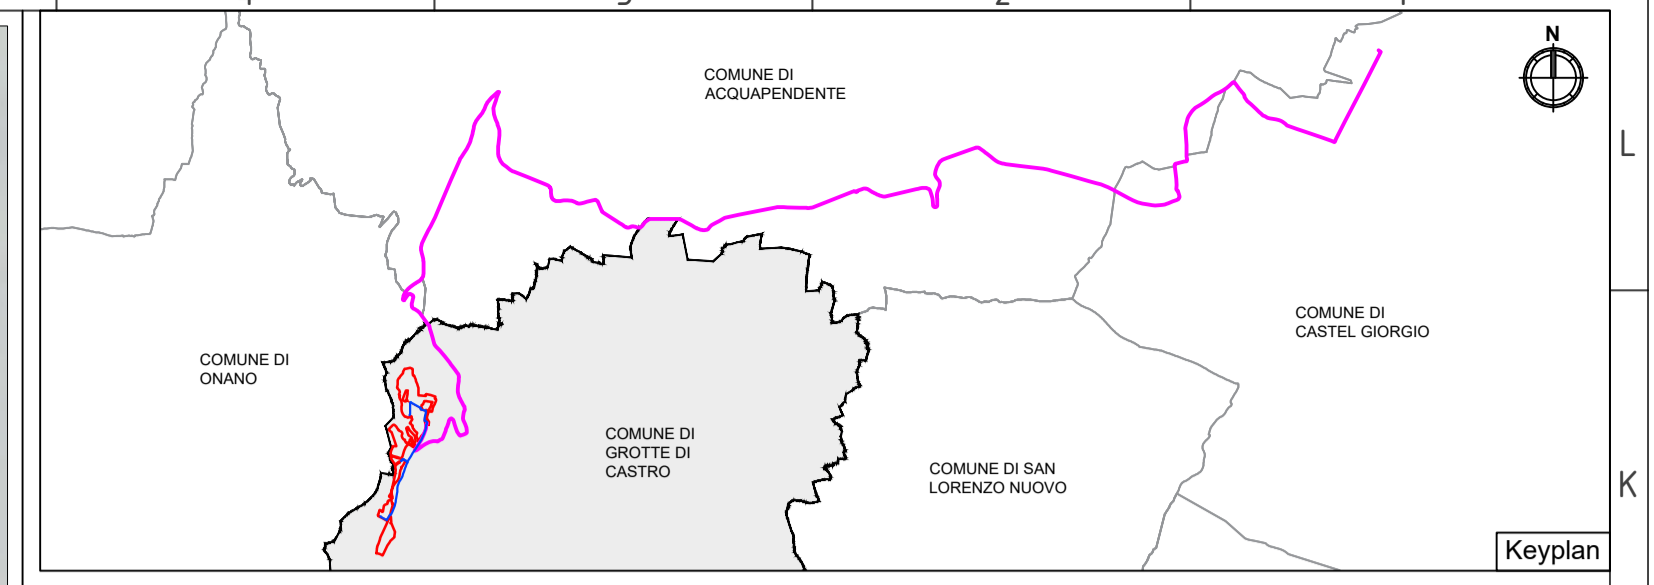 N
COMUNE DI
ACQUAPENDENTE
L
COMUNE DI
CASTEL GIORGIO
COMUNE DI
ONANO
COMUNE DI
GROTTE DI
CASTRO
COMUNE DI SAN
LORENZO NUOVO
K
Keyplan